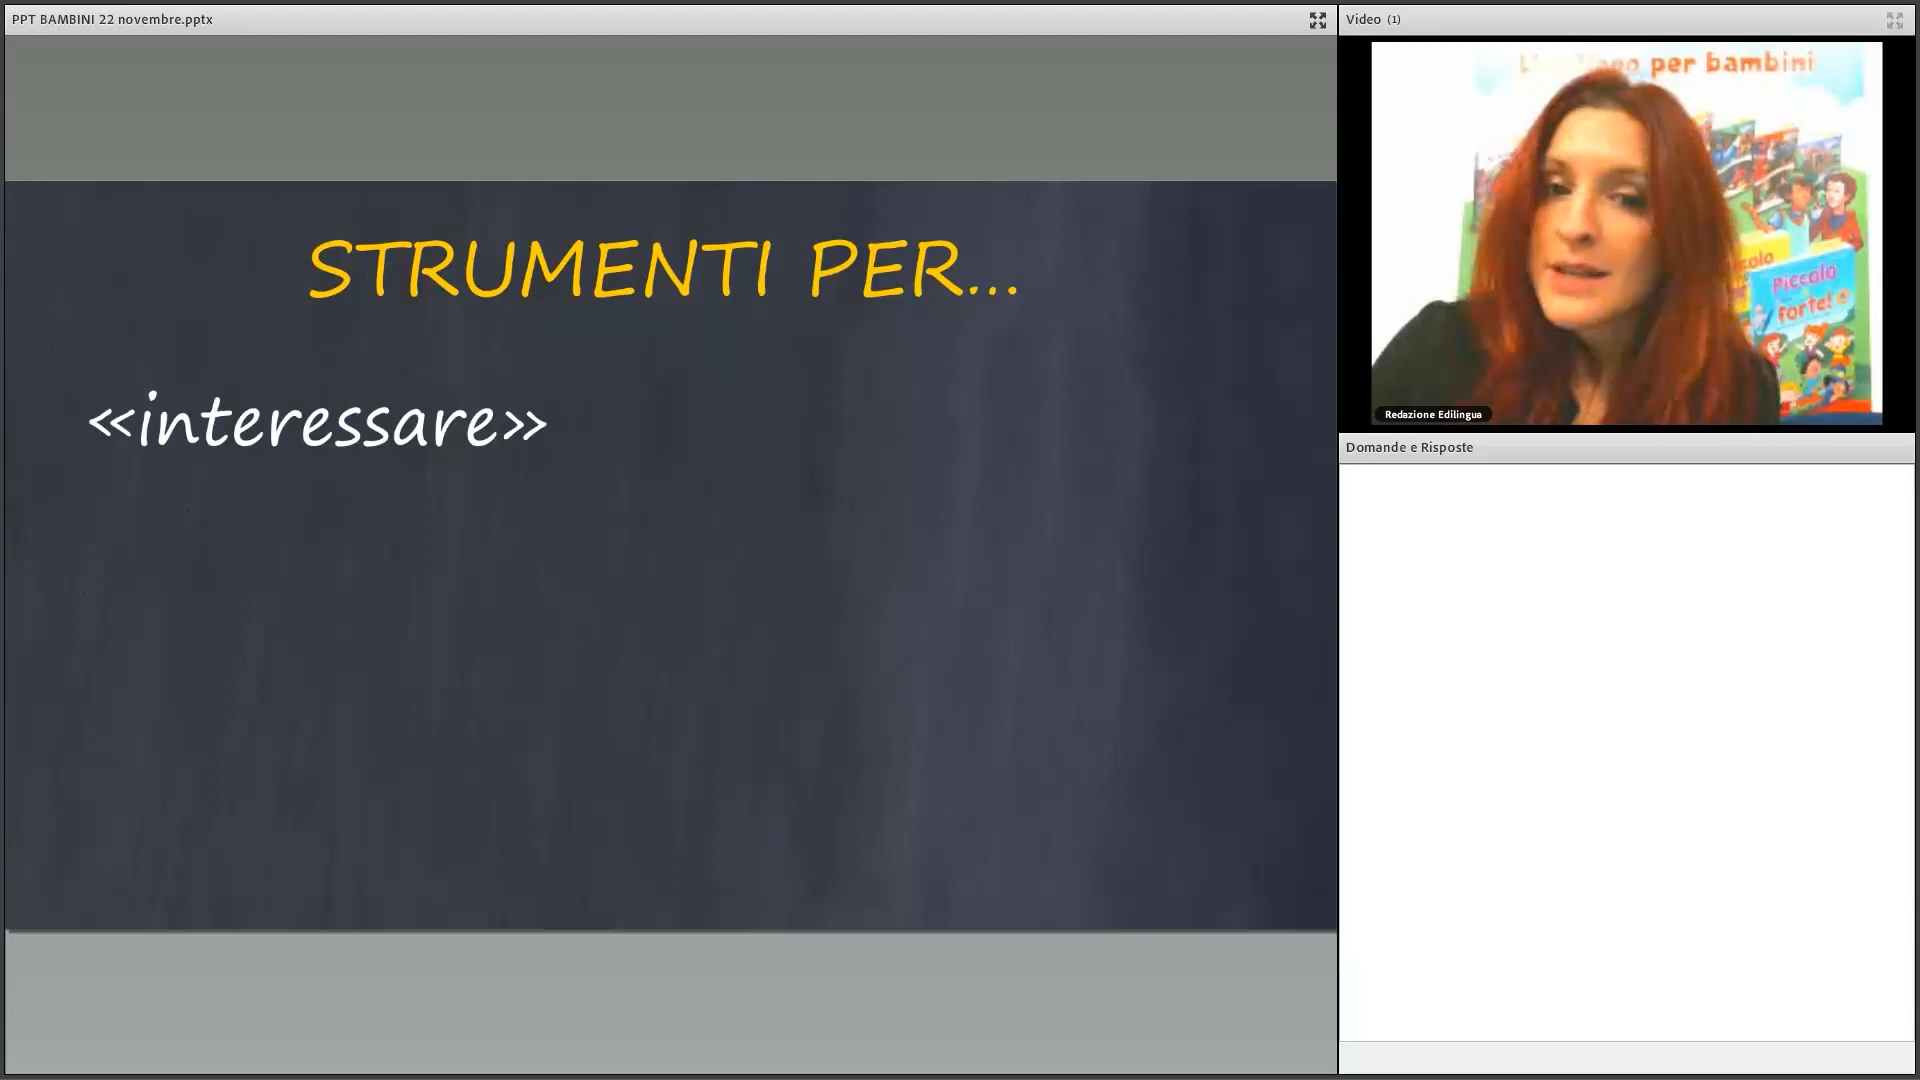 PPT BAMBINI 22 novembre.pptx
STRUMENTI PER...
«interessare»
Video (1)
per bambini
Piccolo
forte!
Redazione Edilingua
Domande e Risposte